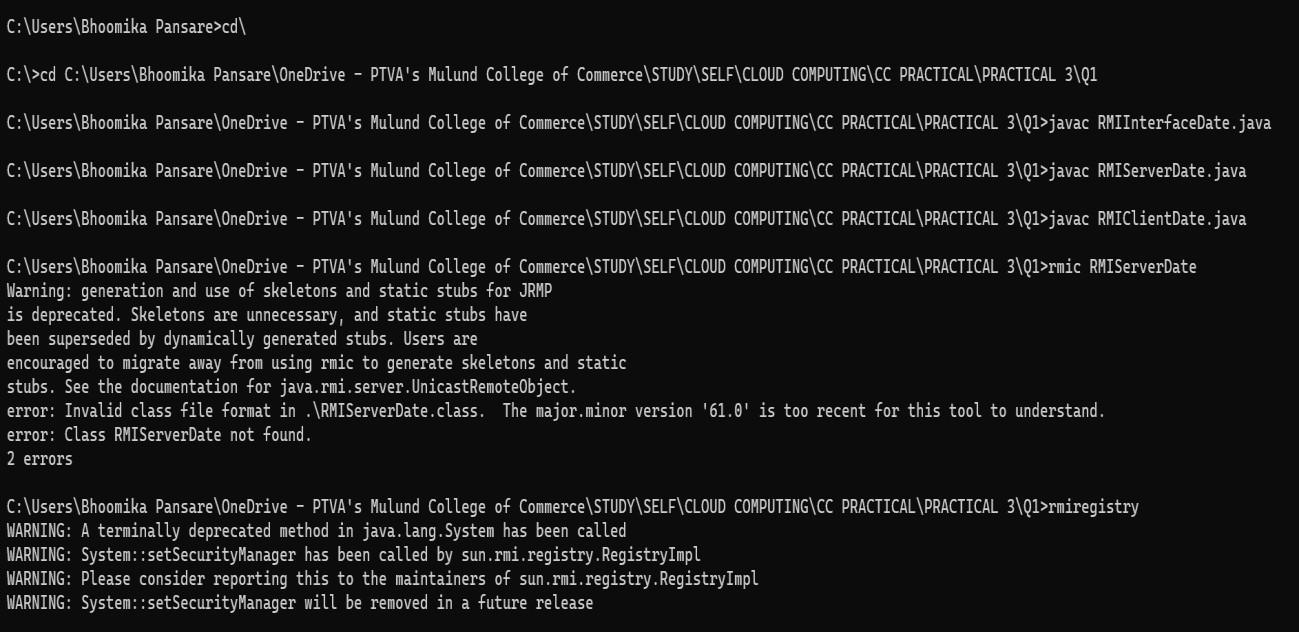 C:\Users\Bhoomika Pansare>cd\
C:\>cd C:\Users\Bhoomika Pansare\OneDrive - PTVA's Mulund College of Commerce\STUDY\SELF\CLOUD COMPUTING\CC PRACTICAL\PRACTICAL 3\Q1
C:\Users\Bhoomika Pansare\OneDrive - PTVA's Mulund College of Commerce\STUDY\SELF\CLOUD COMPUTING\CC PRACTICAL\PRACTICAL 3\Q1>javac RMIInterfaceDate.java
C:\Users\Bhoomika Pansare\OneDrive - PTVA's Mulund College of Commerce\STUDY\SELF\CLOUD COMPUTING\CC PRACTICAL\PRACTICAL 3\Q1>javac RMIServerDate.java
C:\Users\Bhoomika Pansare\OneDrive - PTVA's Mulund College of Commerce\STUDY\SELF\CLOUD COMPUTING\CC PRACTICAL\PRACTICAL 3\Q1>javac RMIClientDate.java
C:\Users\Bhoomika Pansare\OneDrive - PTVA's Mulund College of Commerce\STUDY\SELF\CLOUD COMPUTING\CC PRACTICAL\PRACTICAL 3\Q1>rmic RMIServerDate
Warning: generation and use of skeletons and static stubs for JRMP
is deprecated. Skeletons are unnecessary, and static stubs have
been superseded by dynamically generated stubs. Users are
encouraged to migrate away from using rmic to generate skeletons and static
stubs. See the documentation for java.rmi.server.UnicastRemoteObject.
error: Invalid class file format in .\RMIServerDate.class.  The major.minor version '61.0' is too recent for this tool to understand.
error: Class RMIServerDate not found.
2 errors
C:\Users\Bhoomika Pansare\OneDrive - PTVA's Mulund College of Commerce\STUDY\SELF\CLOUD COMPUTING\CC PRACTICAL\PRACTICAL 3\Q1>rmiregistry
WARNING: A terminally deprecated method in java.lang.System has been called
WARNING: System::setSecurityManager has been called by sun.rmi.registry.RegistryImpl
WARNING: Please consider reporting this to the maintainers of sun.rmi.registry.RegistryImpl
WARNING: System::setSecurityManager will be removed in a future release